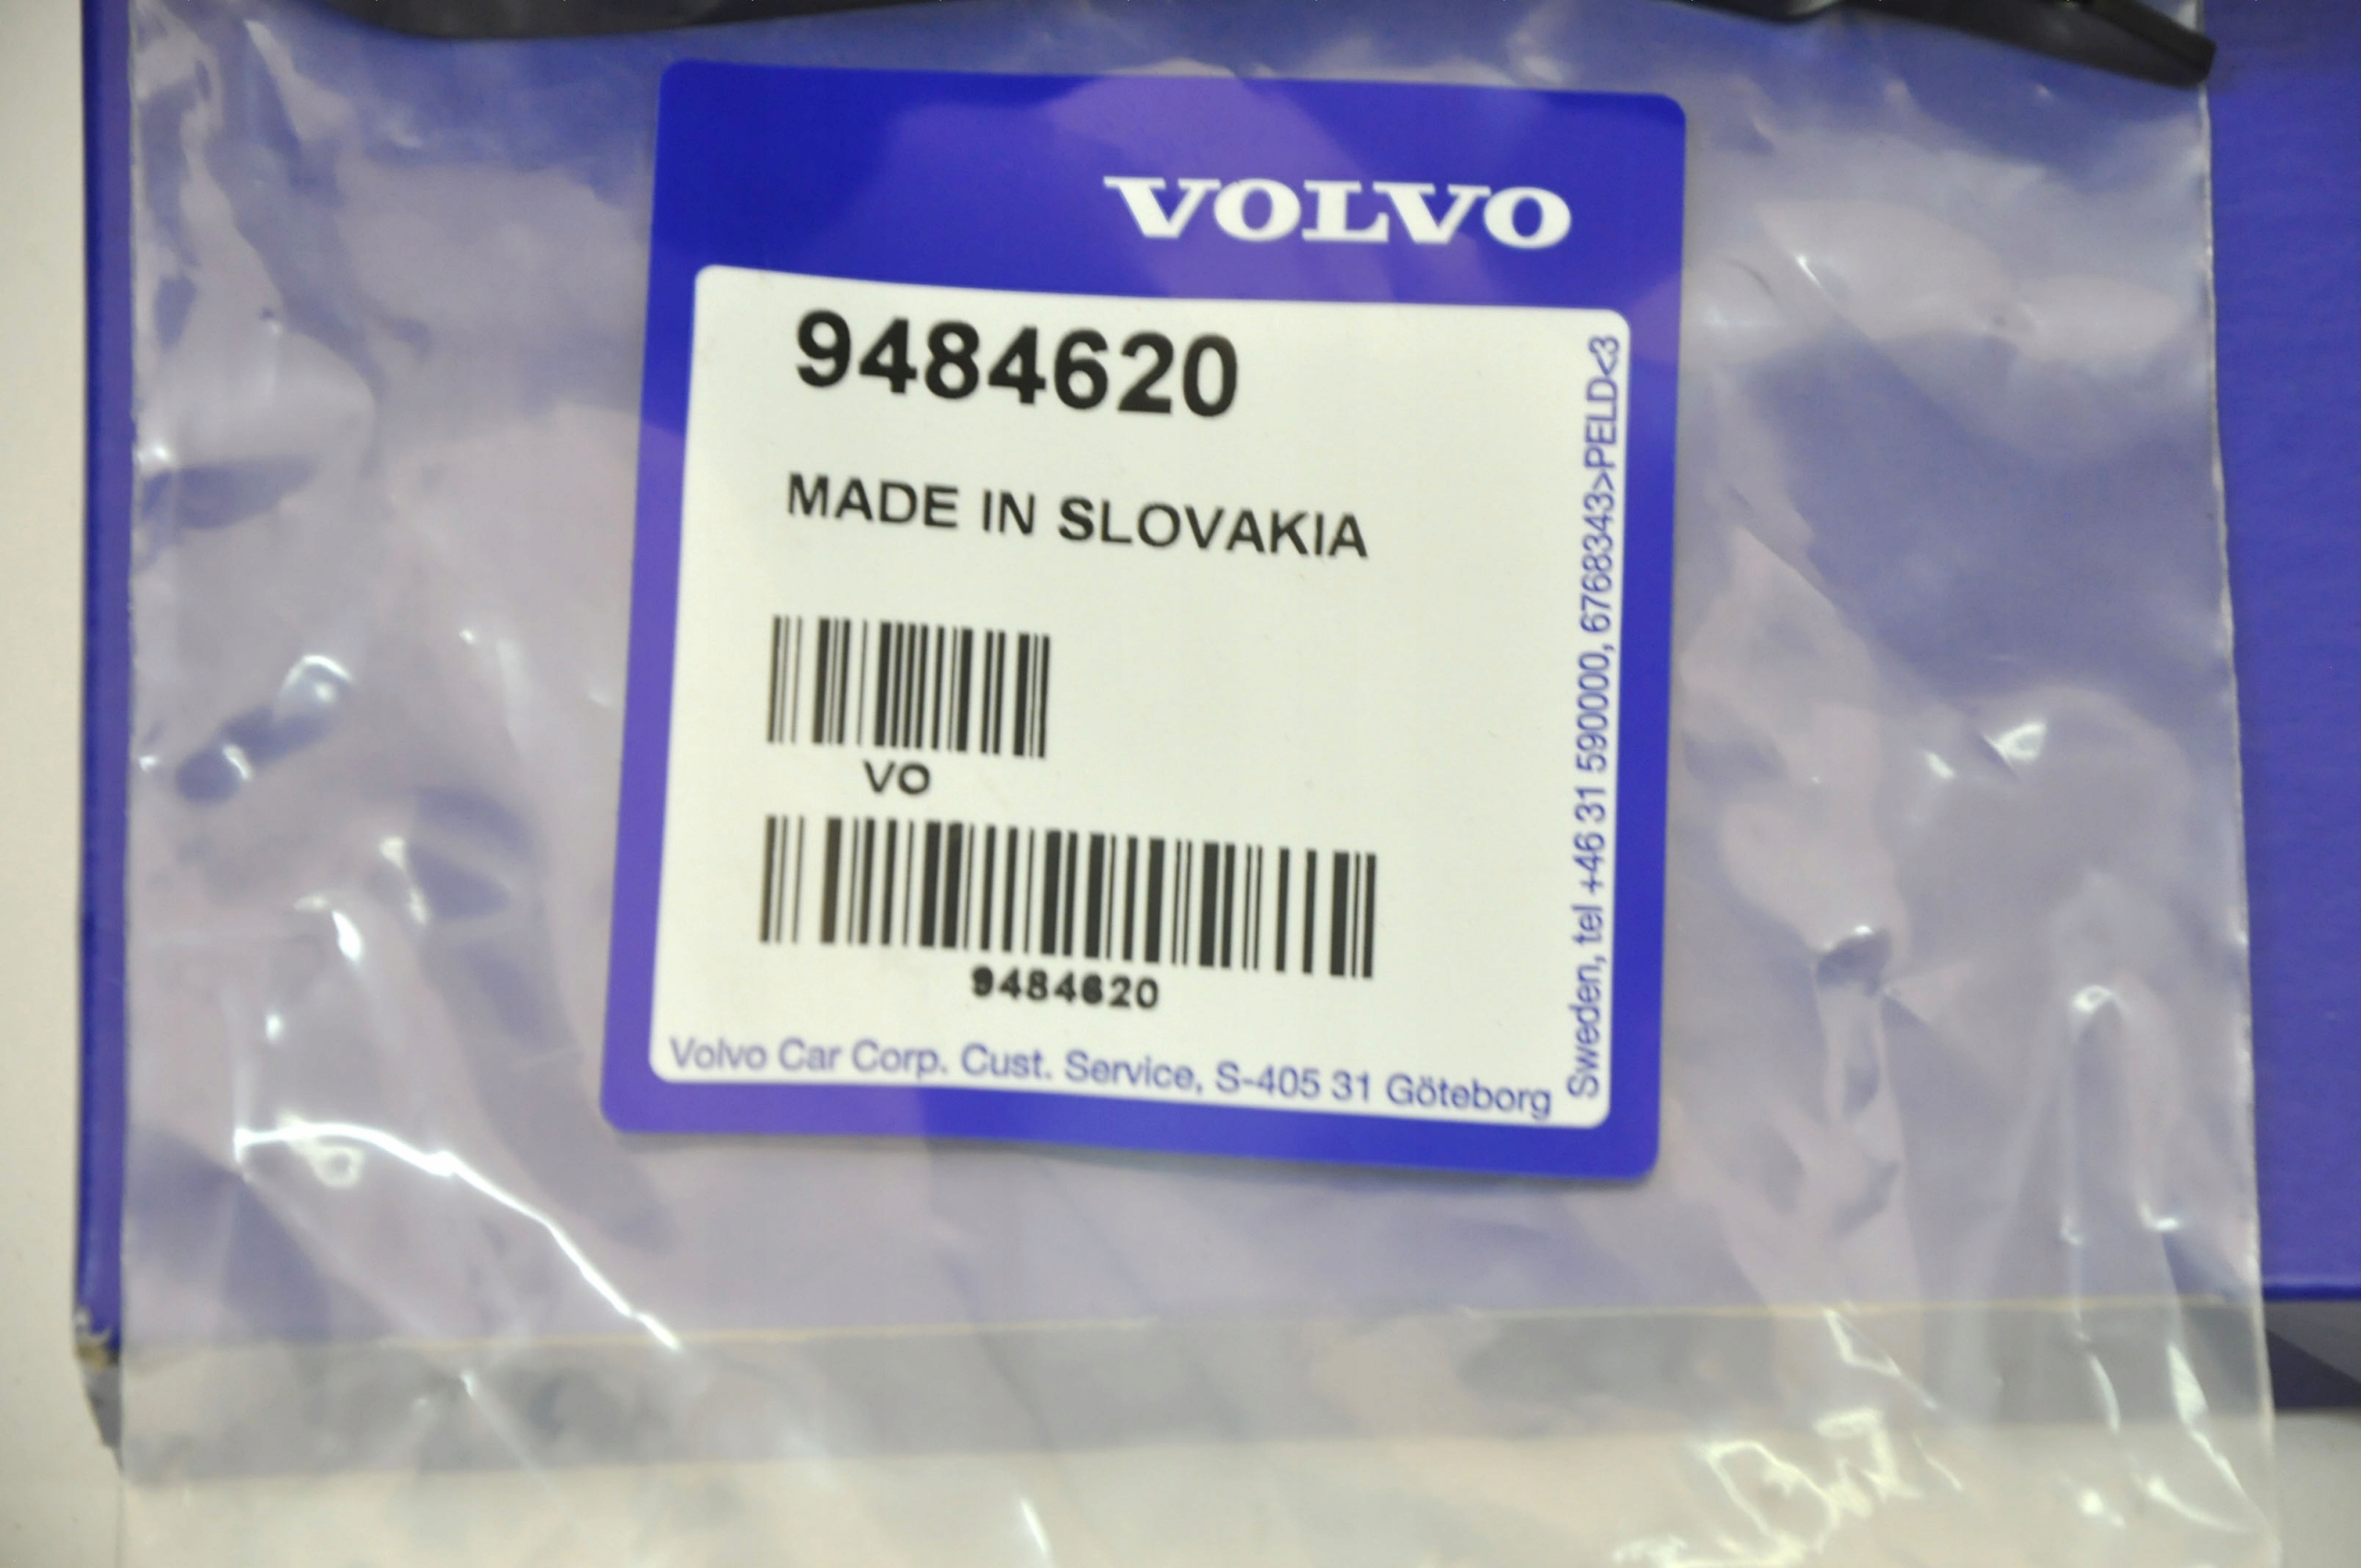 VOLVO
9484620
MADE IN SLOVAKIA
VO
9484620
Volvo Car Corp. Cust. Service, S-405 31 Göteborg
Sweden, tel +46 31 590000, 67683433>PELD<3